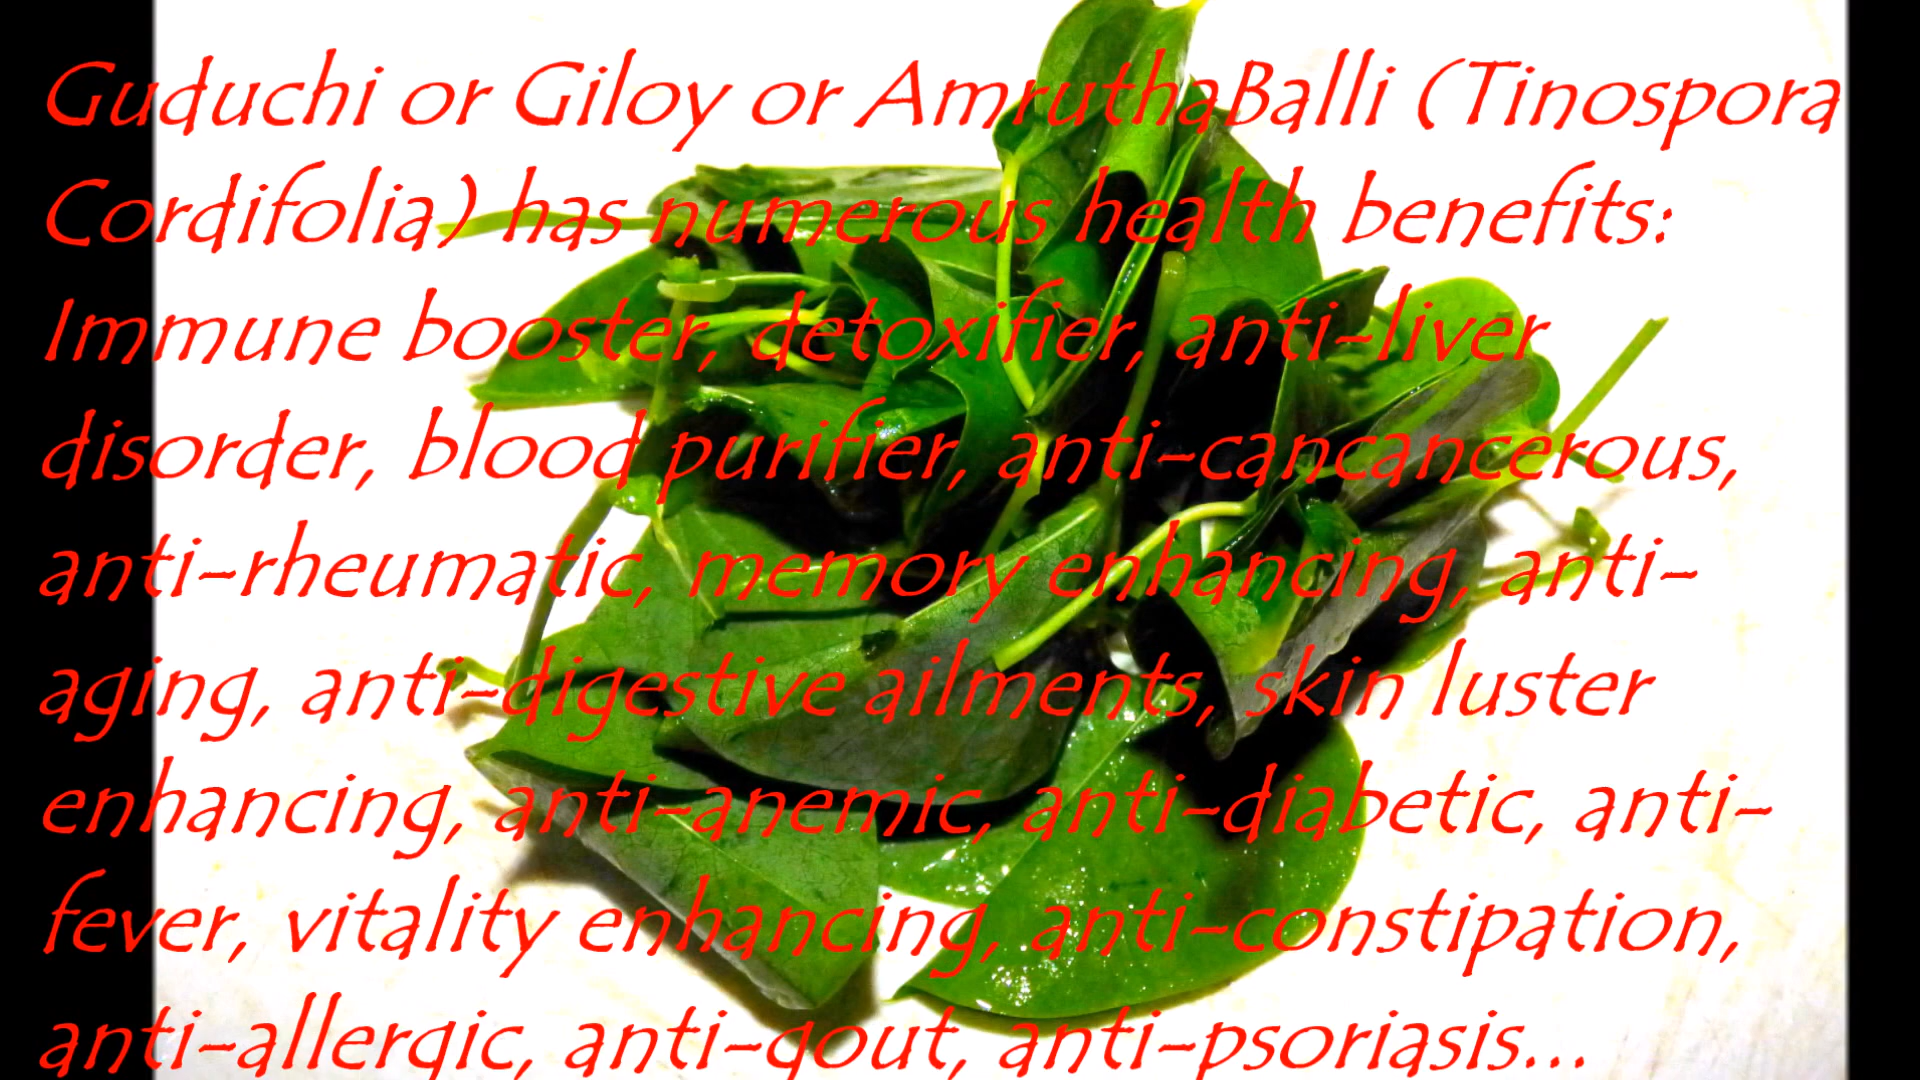 Guduchi or Giloy or AmruthaBalli (Tinospora
Cordifolia) has numerous health benefits:
Immune booster, detoxifier, anti-liver
disorder, blood purifier, anti-cancancerous,
anti-rheumatic, memory enhancing, anti-
aging, anti-digestive ailments, skin luster
enhancing, anti-anemic, anti-diabetic, anti-
fever, vitality enhancing, anti-constipation,
anti-allergic, anti-gout, anti-psoriasis...